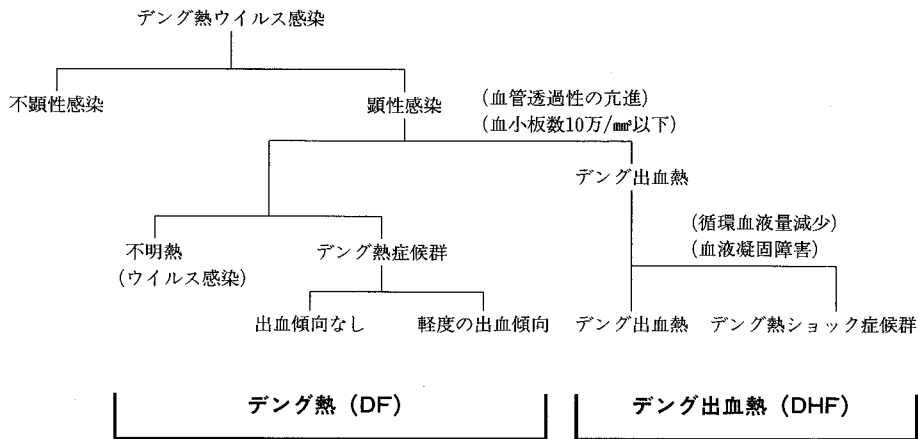 デング熱ウイルス感染
不顕性感染
顕性感染
(血管透過性の亢進)
(血小板数10万/㎣以下)
デング出血熱
不明熱
(ウイルス感染)
デング熱症候群
(循環血液量減少)
(血液凝固障害)
出血傾向なし
軽度の出血傾向
デング出血熱
デング熱ショック症候群
デング熱 (DF)
デング出血熱 (DHF)